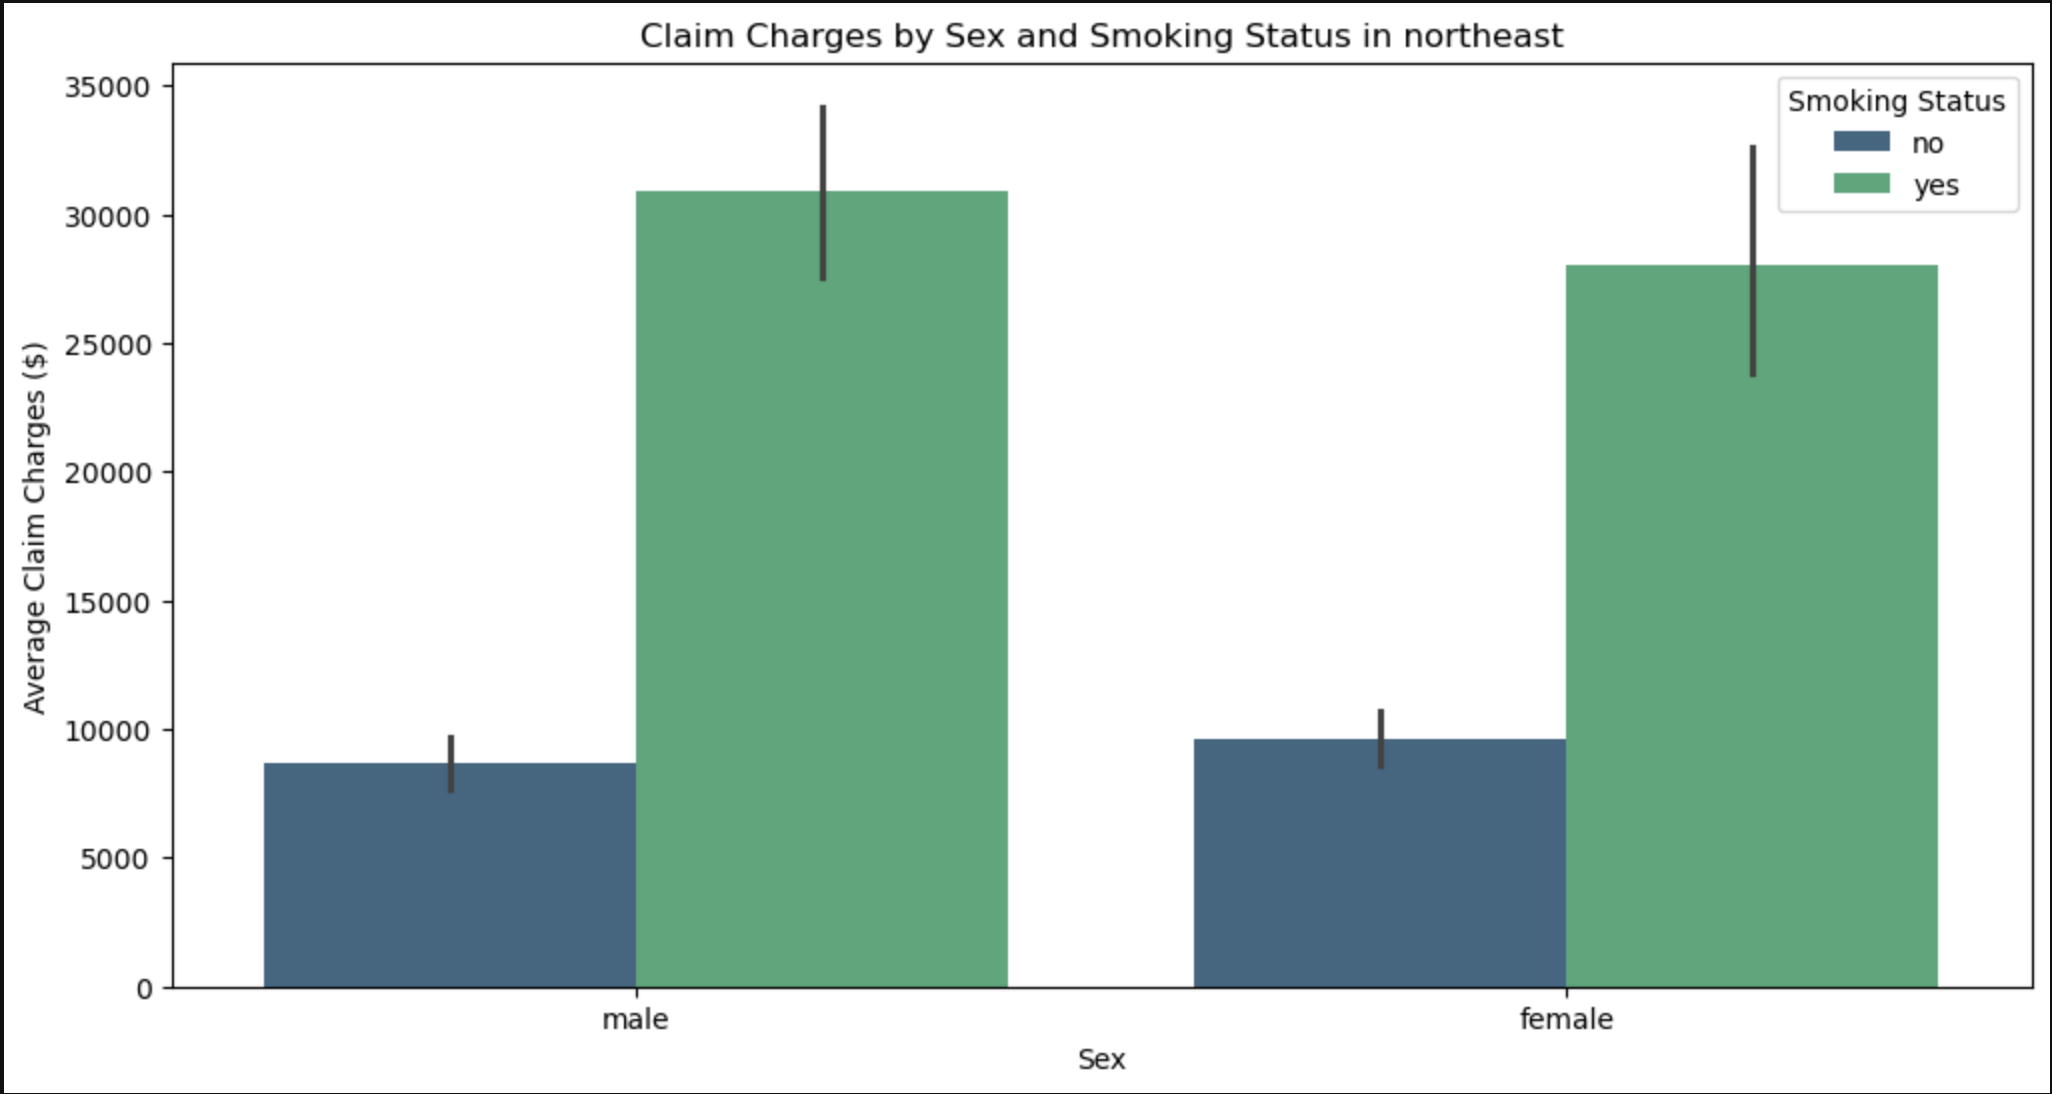 Claim Charges by Sex and Smoking Status in northeast
Smoking Status
no
yes
Average Claim Charges ($)
35000
30000
25000
20000
15000
10000
5000
0
male
female
Sex